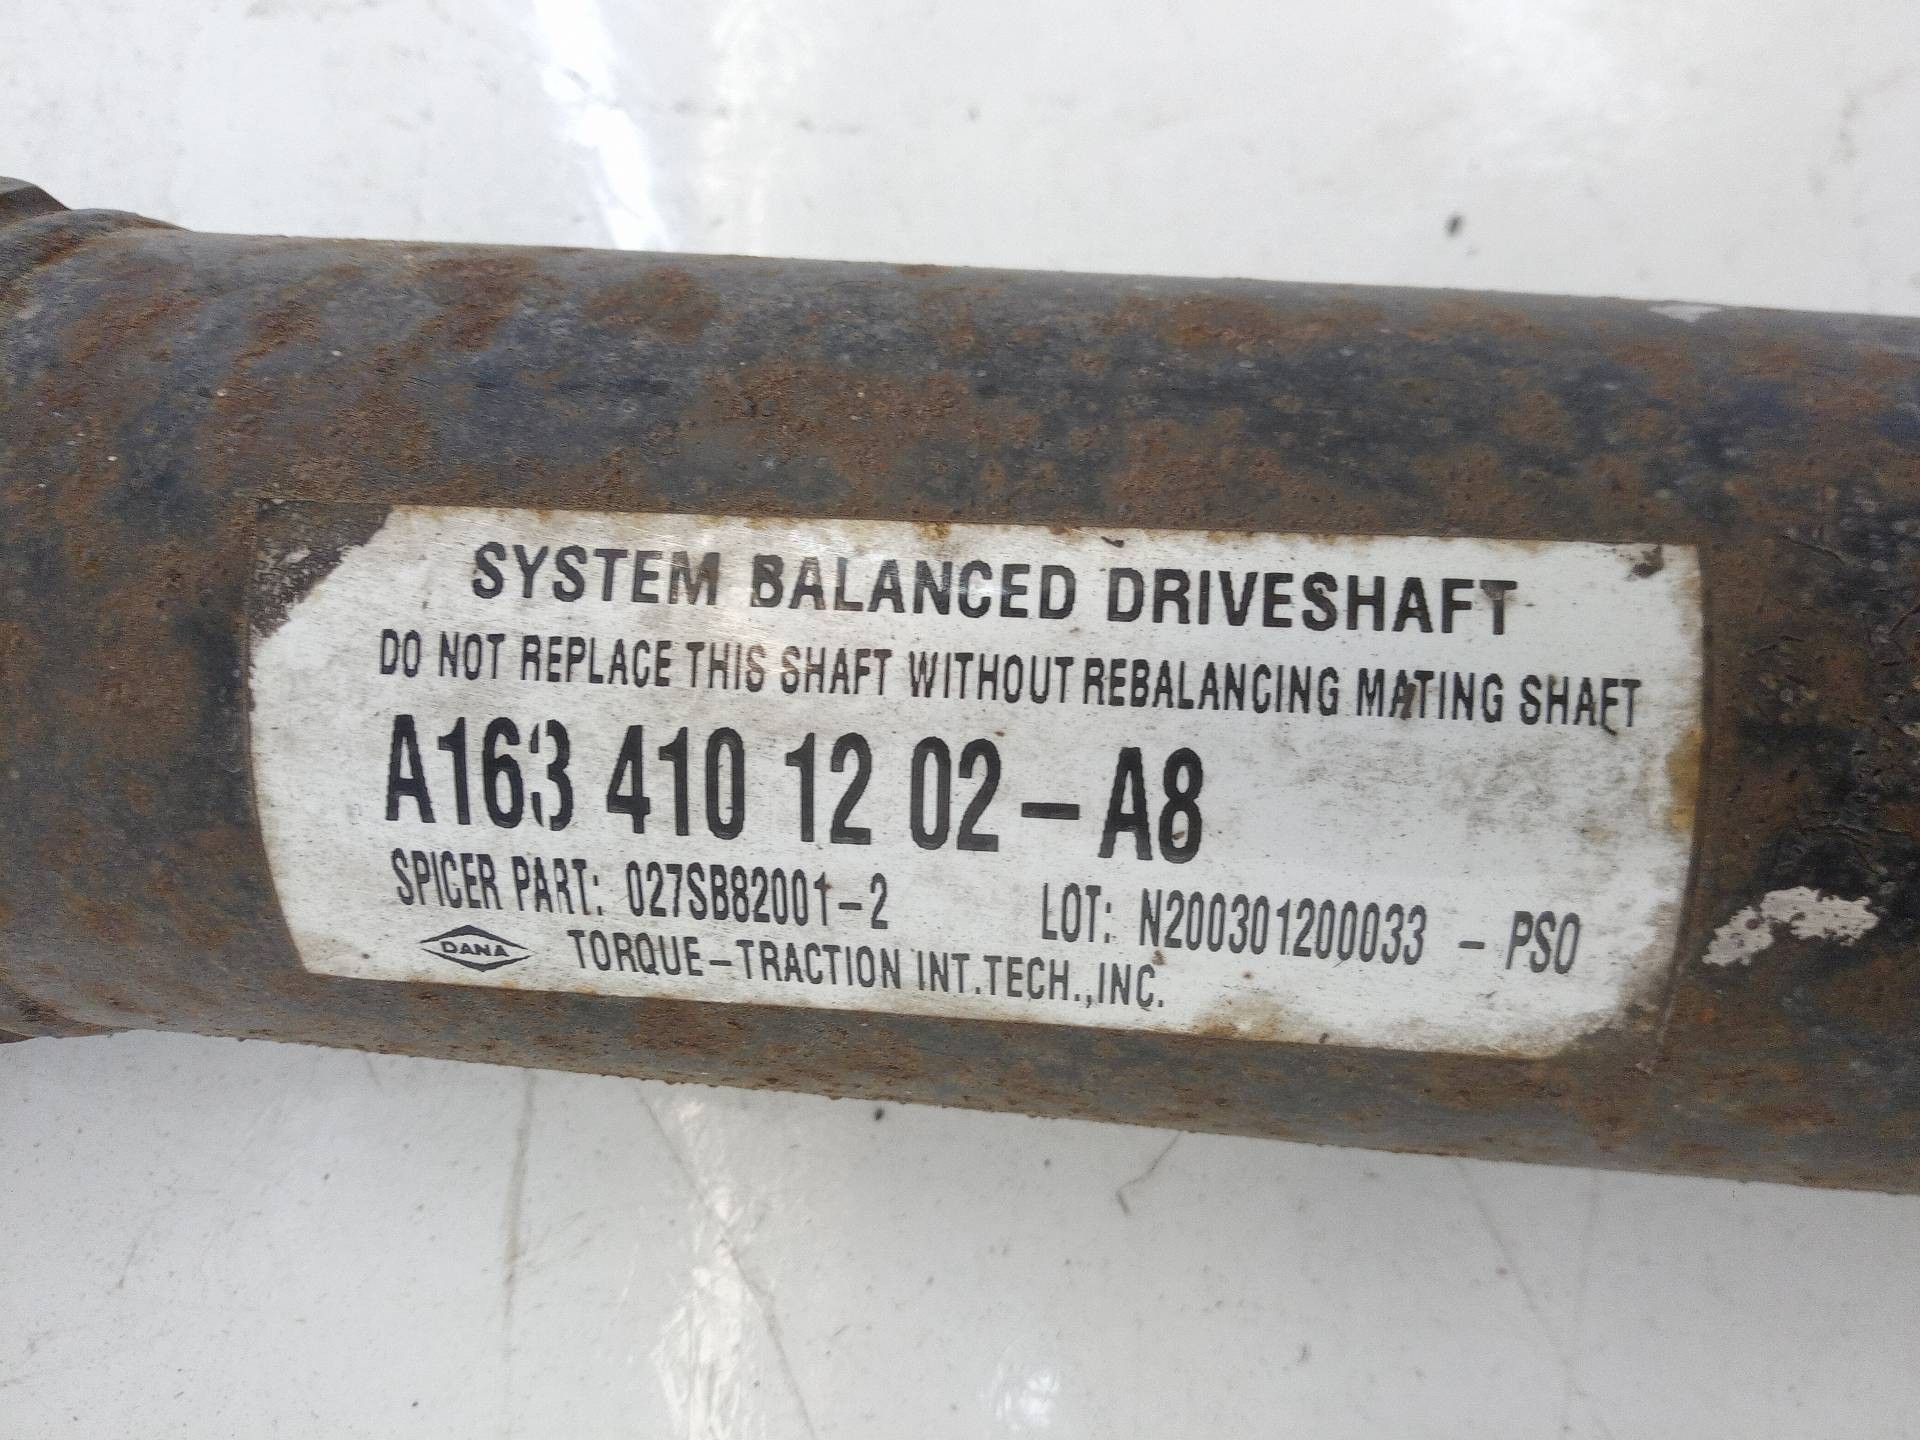 SYSTEM BALANCED DRIVESHAFT
DO NOT REPLACE THIS SHAFT WITHOUT REBALANCING MATING SHAFT
A163 410 12 02-A8
SPICER PART: 027SB82001-2 LOT: N200301200033 - PSO
DANA TORQUE-TRACTION INT.TECH.,INC.